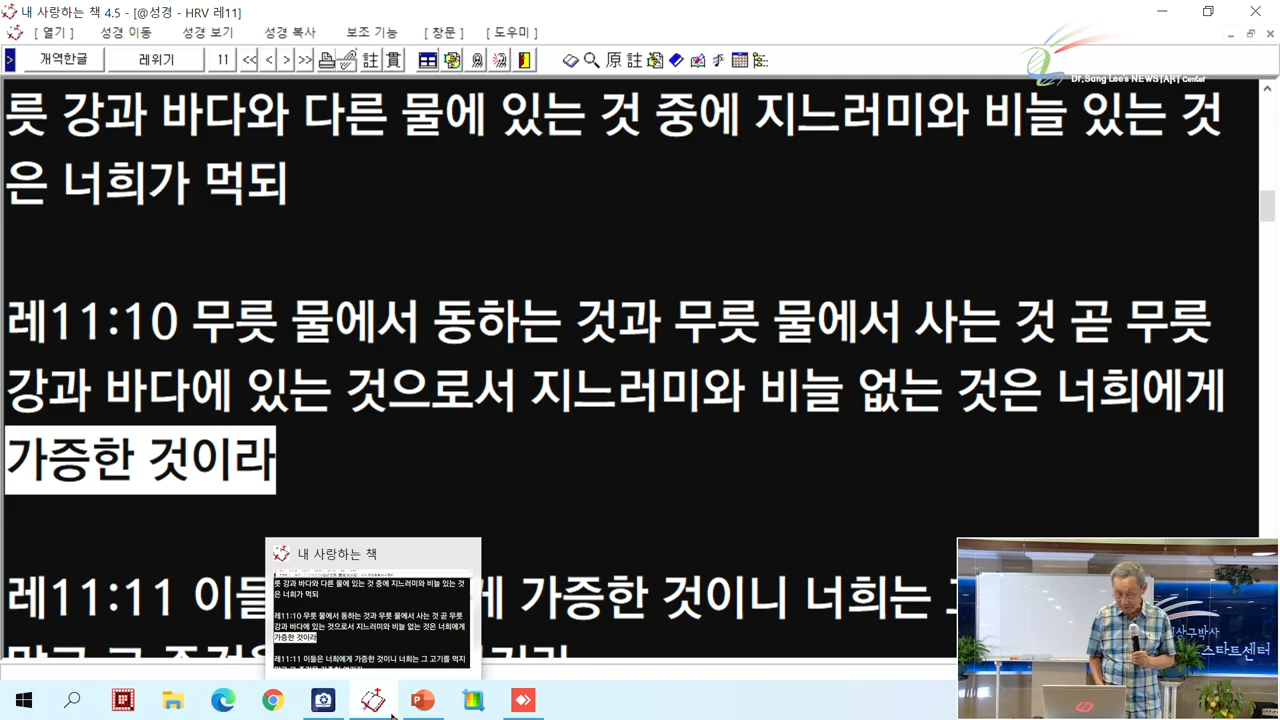 내 사랑하는 책 4.5 - [@성경 - HRV 레11]
[ 열기 ] 성경 이동 성경 보기 성경 복사 보조 기능 [ 창문 ] [ 도우미 ]
개역한글 레위기 11 << < > >> 註 貫 原 註
Dr.Sang Lee's NEWSTART Center
룻 강과 바다와 다른 물에 있는 것 중에 지느러미와 비늘 있는 것
은 너희가 먹되
레11:10 무릇 물에서 동하는 것과 무릇 물에서 사는 것 곧 무릇
강과 바다에 있는 것으로서 지느러미와 비늘 없는 것은 너희에게
가증한 것이라
레11:11 이들 게 가증한 것이니 너희는
내 사랑하는 책
룻 강과 바다와 다른 물에 있는 것 중에 지느러미와 비늘 있는 것
은 너희가 먹되
레11:10 무릇 물에서 동하는 것과 무릇 물에서 사는 것 곧 무릇
강과 바다에 있는 것으로서 지느러미와 비늘 없는 것은 너희에게
가증한 것이라
레11:11 이들은 너희에게 가증한 것이니 너희는 그 고기를 먹지
이상구박사
스타트센터